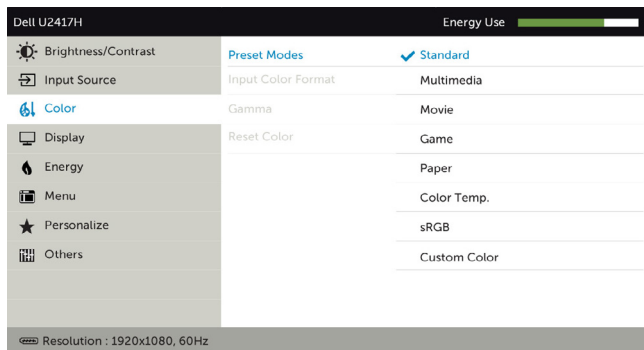 Dell U2417H Energy Use
Brightness/Contrast Preset Modes Standard
Input Source Input Color Format Multimedia
Color Gamma Movie
Display Reset Color Game
Energy Paper
Menu Color Temp.
Personalize sRGB
Others Custom Color
Resolution : 1920x1080, 60Hz